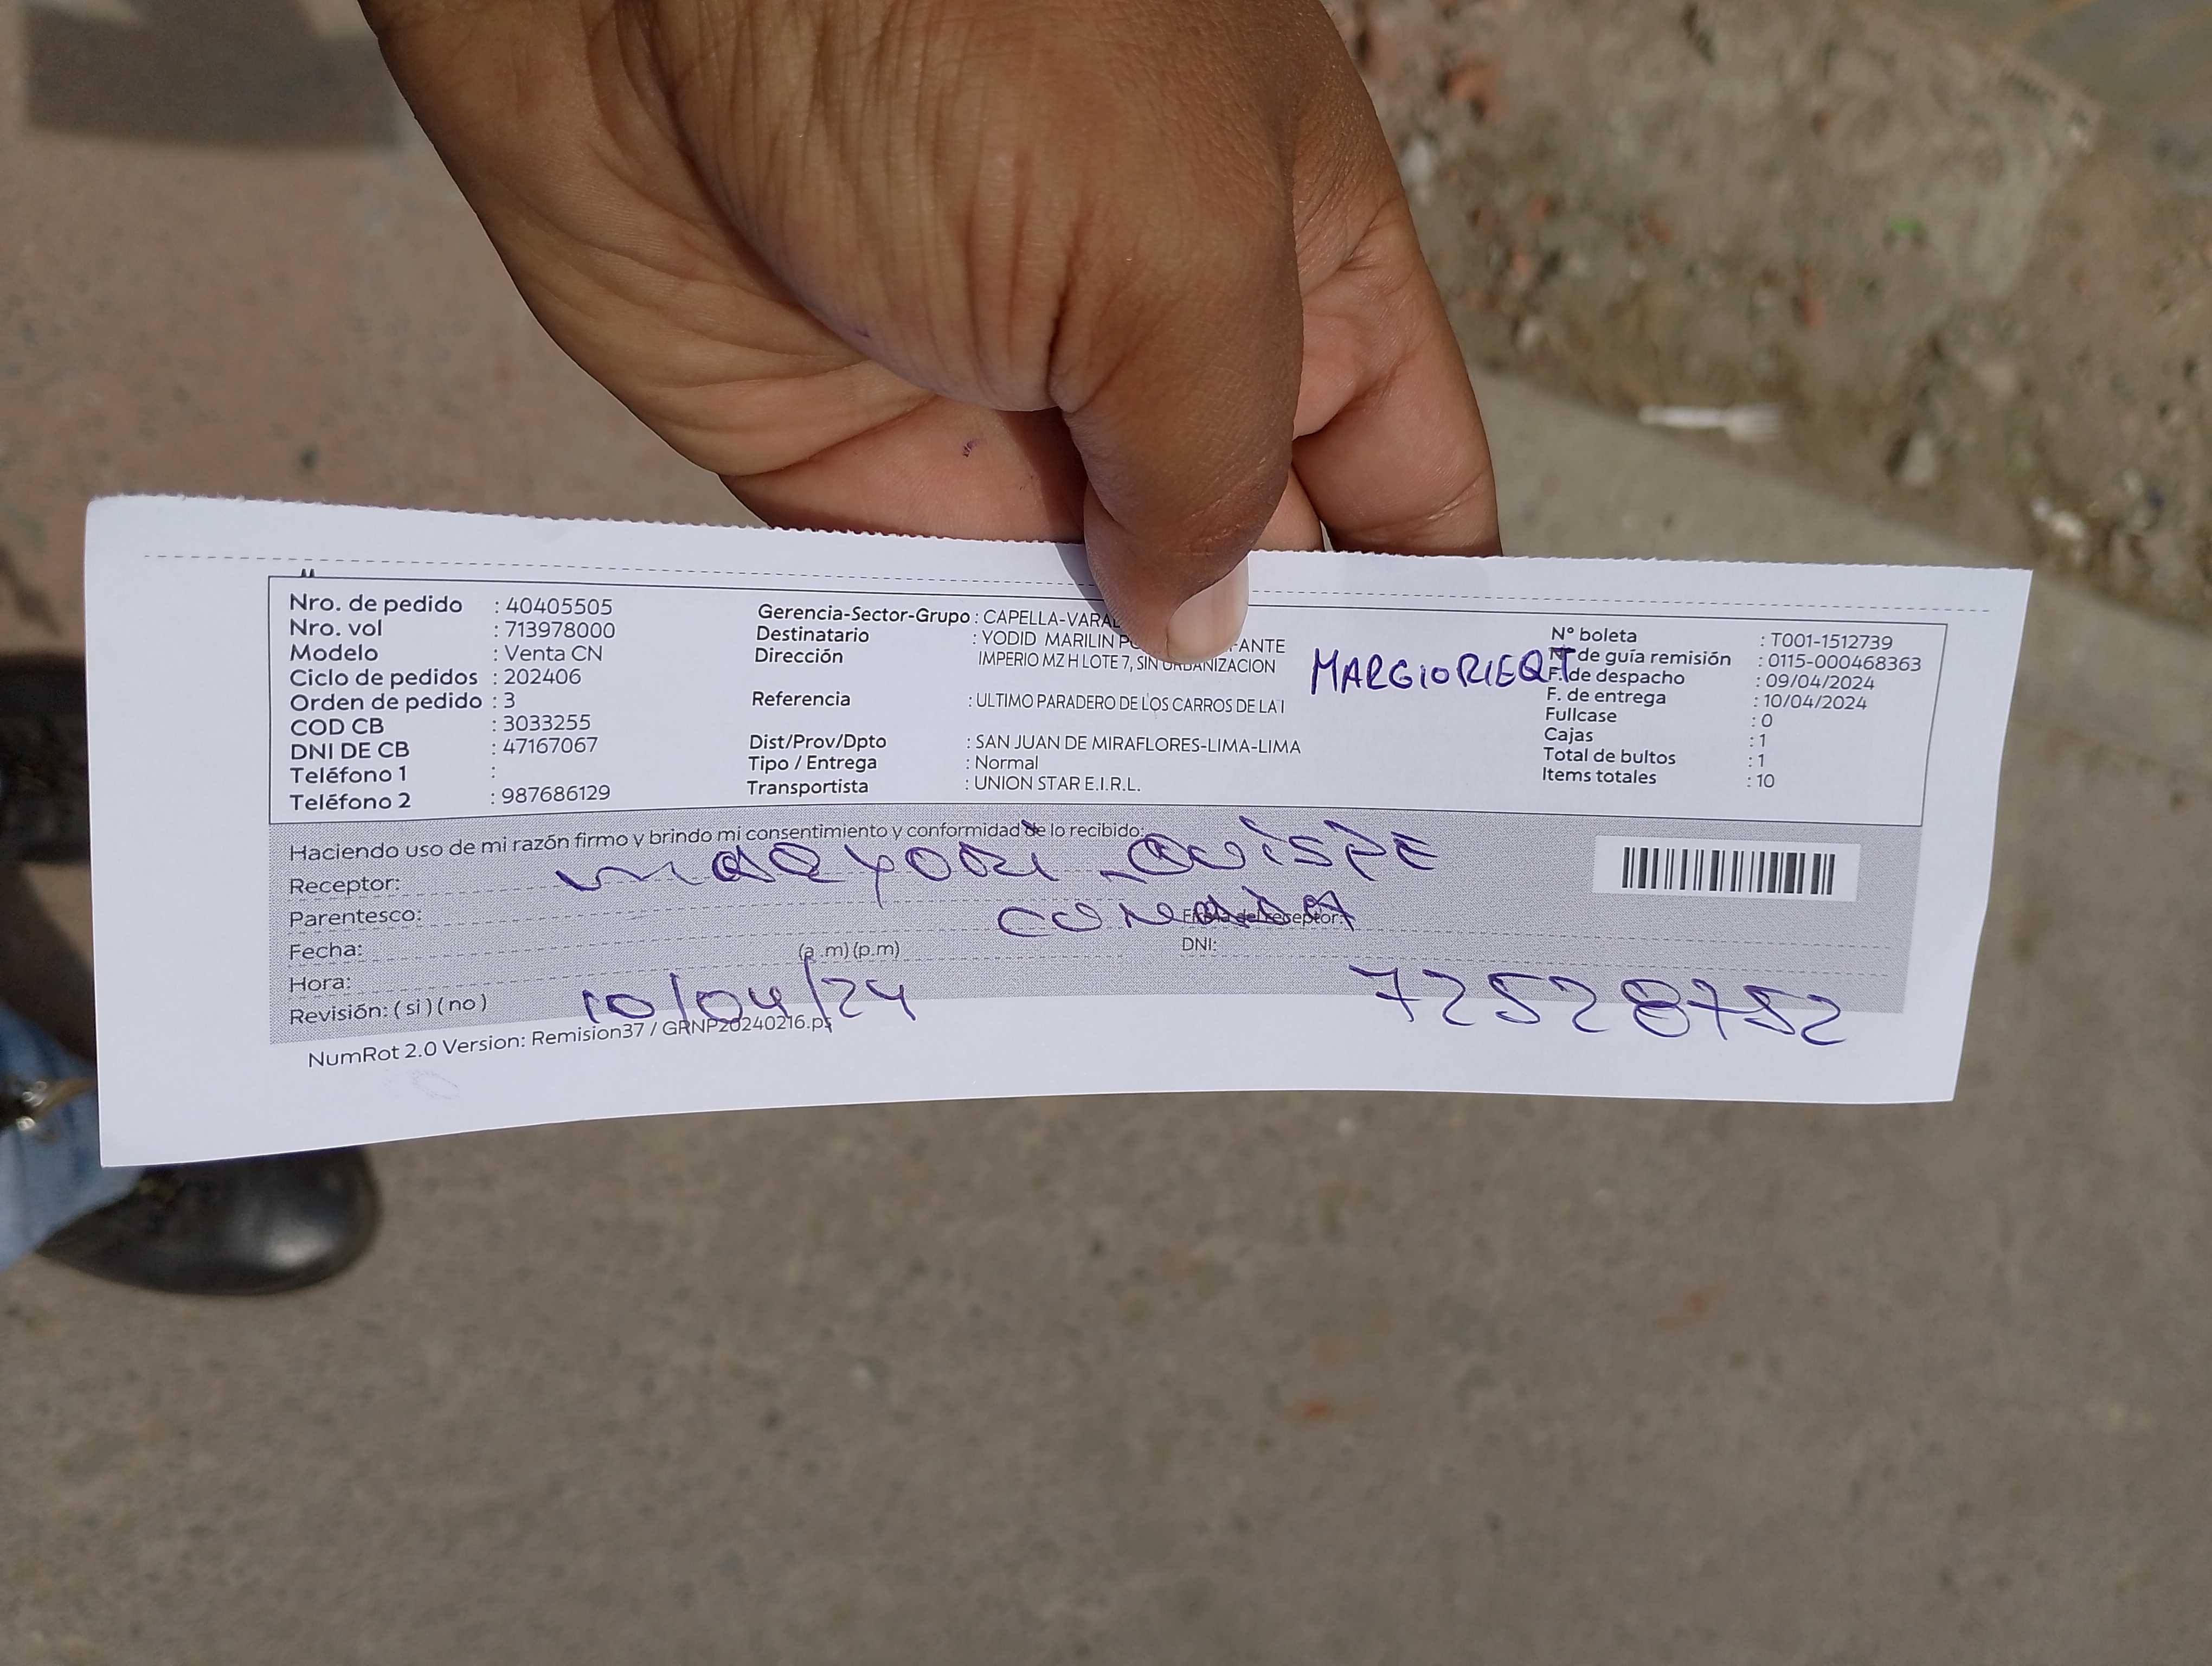 Nro. de pedido : 40405505
Nro. vol : 713978000
Modelo : Venta CN
Ciclo de pedidos : 202406
Orden de pedido : 3
COD CB : 3033255
DNI DE CB : 47167067
Teléfono 1 :
Teléfono 2 : 987686129
Gerencia-Sector-Grupo : CAPELLA-
Destinatario : YODID MARILIN
Dirección : IMPERIO MZ H LOTE 7, SIN URBANIZACION
Referencia : ULTIMO PARADERO DE LOS CARROS DE LA
Dist/Prov/Dpto : SAN JUAN DE MIRAFLORES-LIMA-LIMA
Tipo / Entrega : Normal
Transportista : UNION STAR E.I.R.L.
MARGIORIEQT
N° boleta : T001-1512739
N° de guía remisión : 0115-000468363
F. de despacho : 09/04/2024
F. de entrega : 10/04/2024
Fullcase : 0
Cajas : 1
Total de bultos : 1
Items totales : 10
Haciendo uso de mi razón firmo y brindo mi consentimiento y conformidad de lo recibido:
Receptor: QUISPE
Parentesco:
Firma del receptor:
Fecha: (a .m) (p.m)
DNI:
Hora:
10/04/24
72528752
Revisión: ( si ) ( no )
NumRot 2.0 Version: Remision37 / GRNP20240216.ps